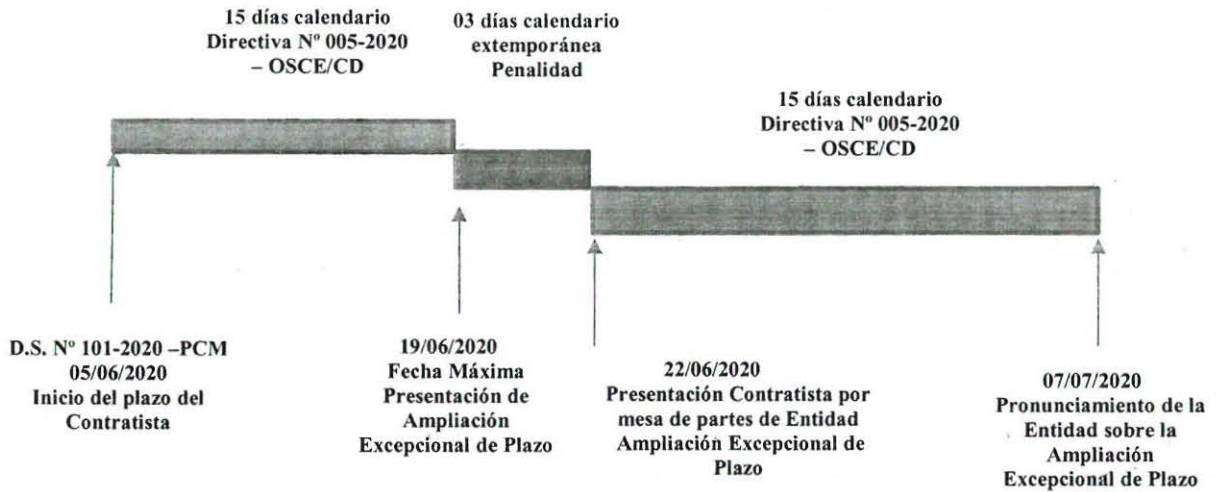 15 días calendario
Directiva Nº 005-2020
– OSCE/CD
03 días calendario
extemporánea
Penalidad
15 días calendario
Directiva Nº 005-2020
– OSCE/CD
D.S. Nº 101-2020 –PCM
05/06/2020
Inicio del plazo del
Contratista
19/06/2020
Fecha Máxima
Presentación de
Ampliación
Excepcional de Plazo
22/06/2020
Presentación Contratista por
mesa de partes de Entidad
Ampliación Excepcional de
Plazo
07/07/2020
Pronunciamiento de la
Entidad sobre la
Ampliación
Excepcional de Plazo